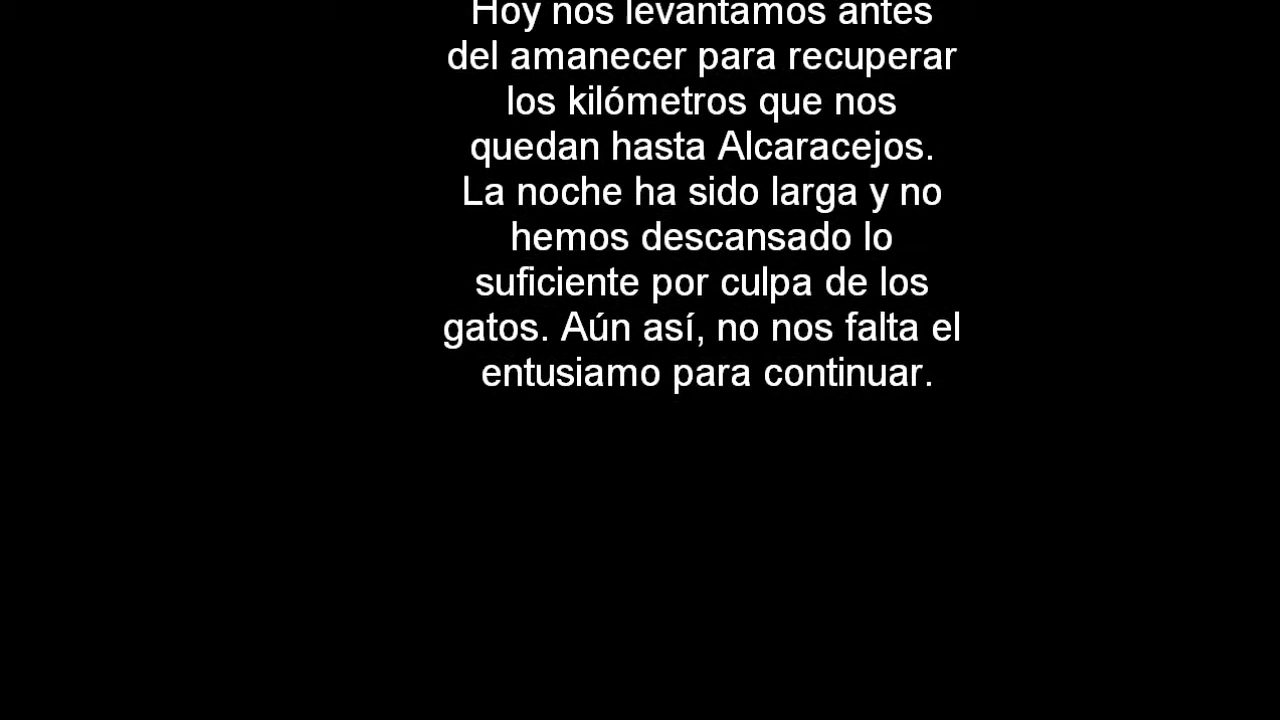 Hoy nos levantamos antes
del amanecer para recuperar
los kilómetros que nos
quedan hasta Alcaracejos.
La noche ha sido larga y no
hemos descansado lo
suficiente por culpa de los
gatos. Aún así, no nos falta el
entusiamo para continuar.